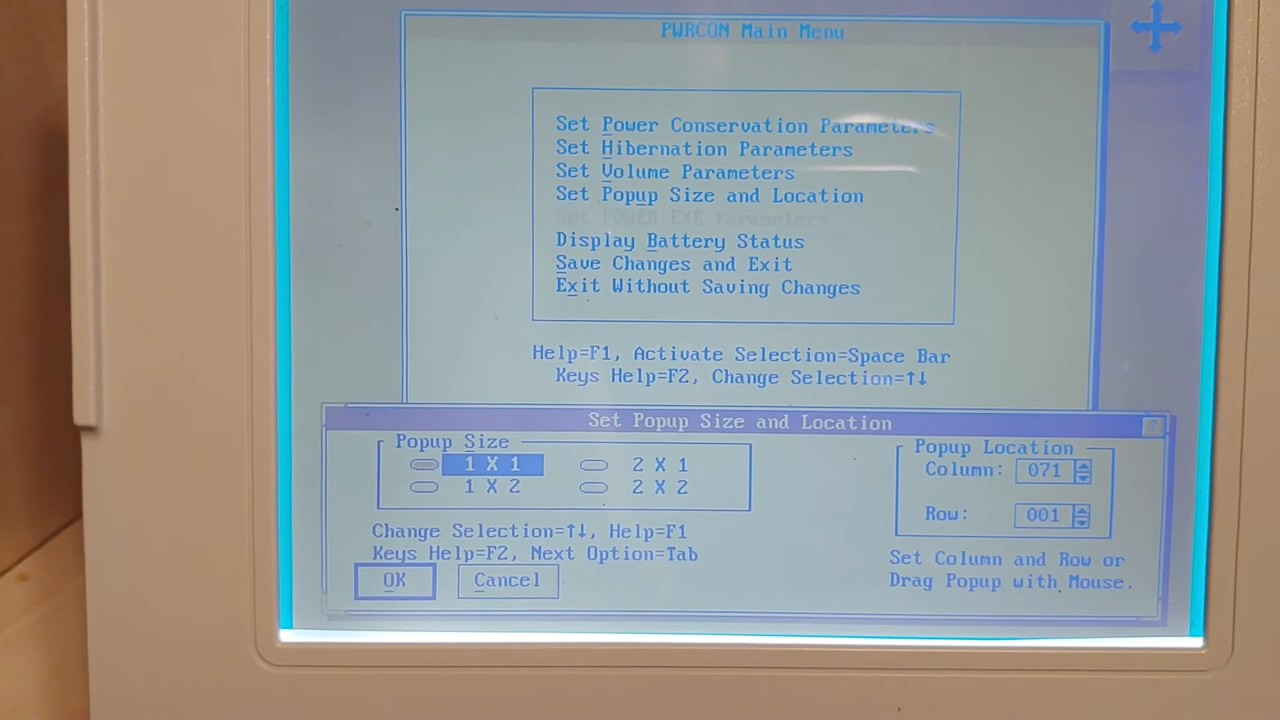 PWRCON Main Menu
Set Power Conservation Parameters
Set Hibernation Parameters
Set Volume Parameters
Set Popup Size and Location
Set POWER.EXE Parameters
Display Battery Status
Save Changes and Exit
Exit Without Saving Changes
Help=F1, Activate Selection=Space Bar
Keys Help=F2, Change Selection=↑↓
Set Popup Size and Location
?
Popup Size
1 X 1
2 X 1
1 X 2
2 X 2
Change Selection=↑↓, Help=F1
Keys Help=F2, Next Option=Tab
OK
Cancel
Popup Location
Column: 071
Row: 001
Set Column and Row or
Drag Popup with Mouse.